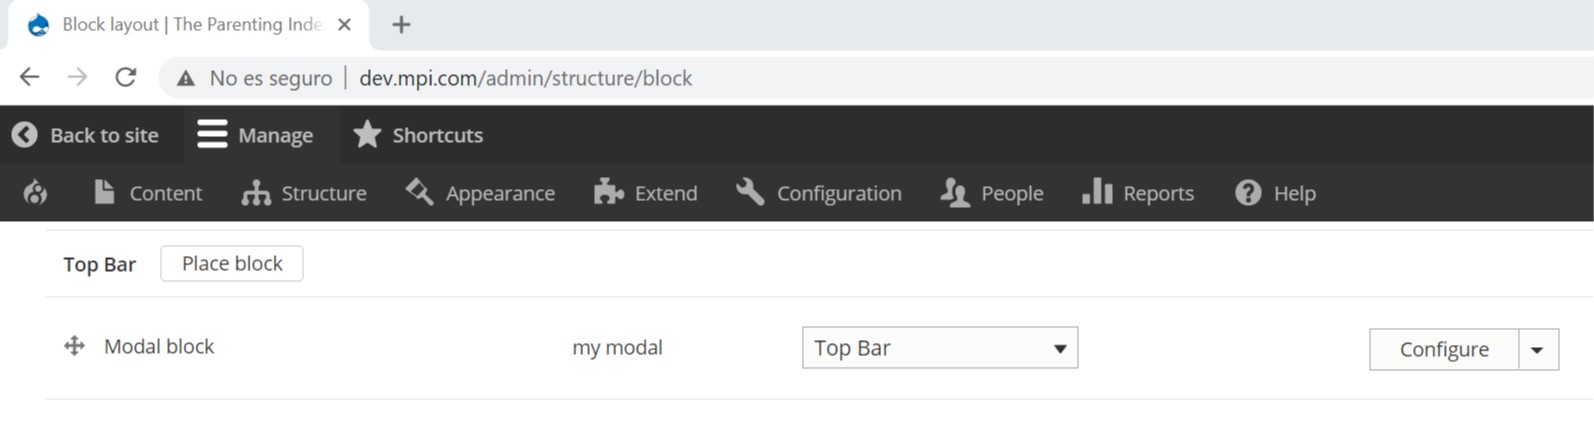 Block layout | The Parenting Inde
No es seguro | dev.mpi.com/admin/structure/block
Back to site Manage Shortcuts
Content Structure Appearance Extend Configuration People Reports Help
Top Bar Place block
Modal block my modal Top Bar Configure